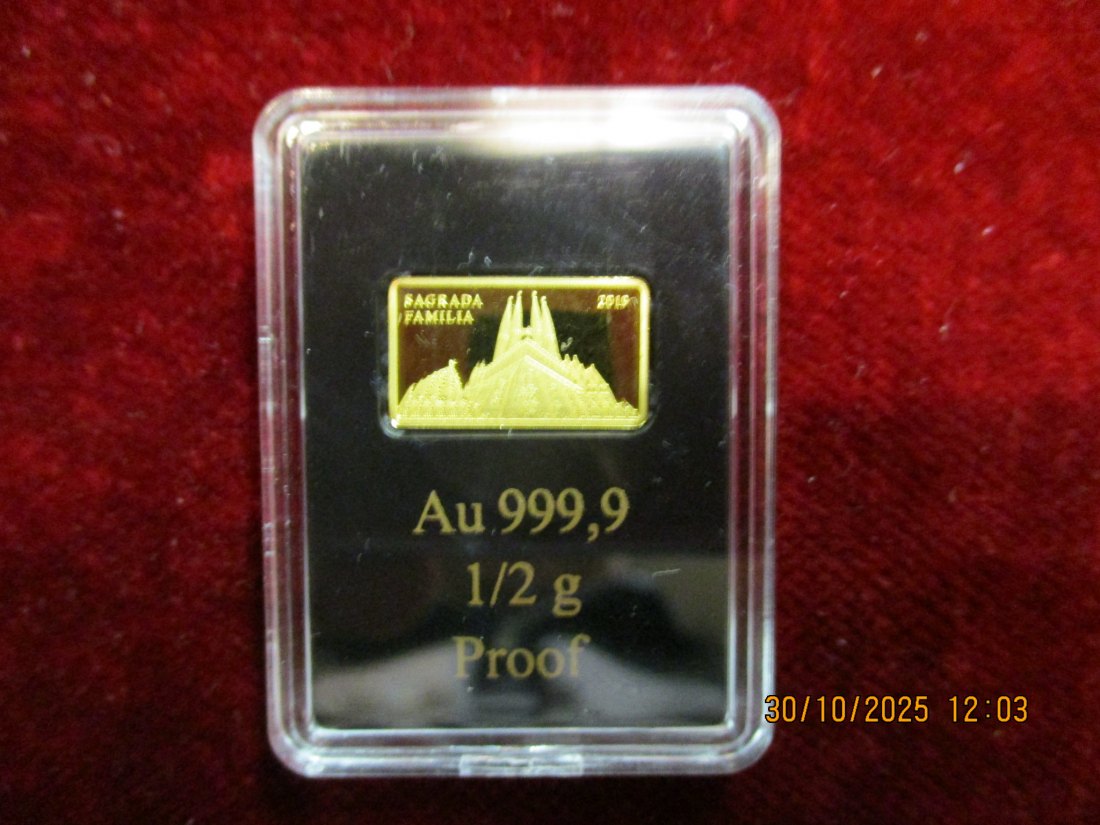 SAGRADA 2019
FAMILIA
Au 999,9
1/2 g
Proof
30/10/2025 12:03